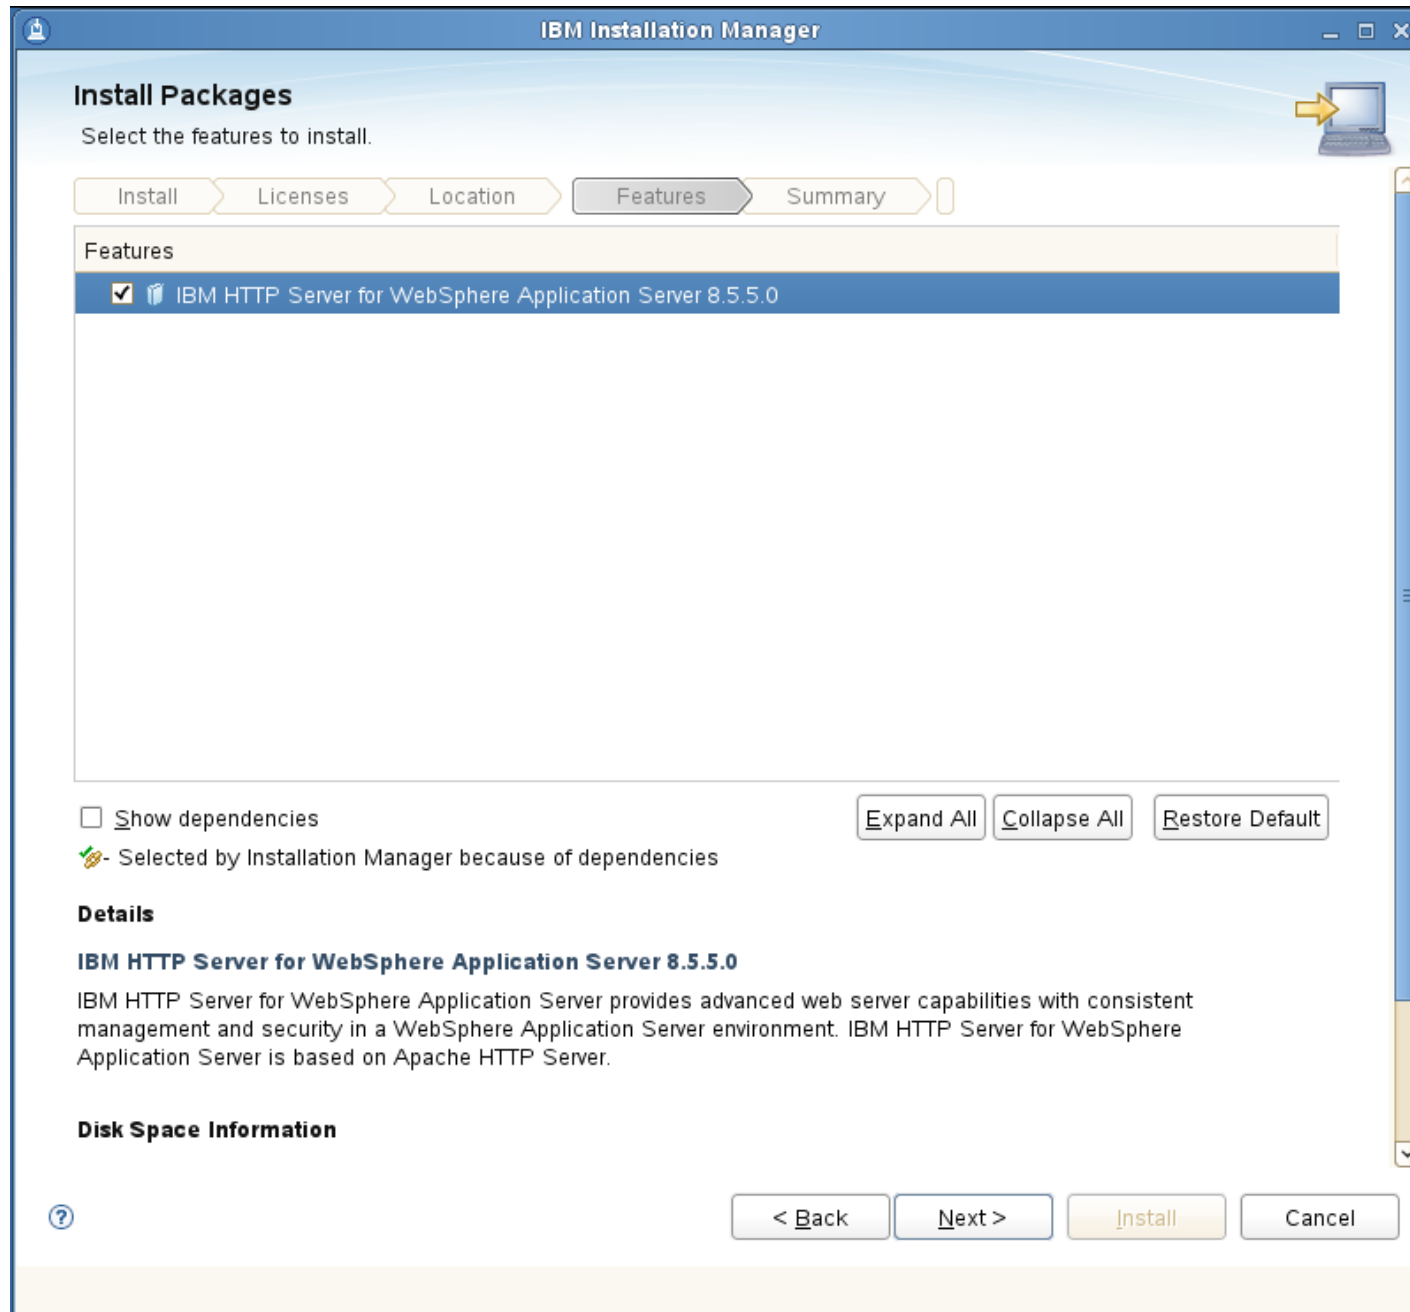 IBM Installation Manager
Install Packages
Select the features to install.
Install Licenses Location Features Summary
Features
IBM HTTP Server for WebSphere Application Server 8.5.5.0
Show dependencies Expand All Collapse All Restore Default
- Selected by Installation Manager because of dependencies
Details
IBM HTTP Server for WebSphere Application Server 8.5.5.0
IBM HTTP Server for WebSphere Application Server provides advanced web server capabilities with consistent
management and security in a WebSphere Application Server environment. IBM HTTP Server for WebSphere
Application Server is based on Apache HTTP Server.
Disk Space Information
? < Back Next > Install Cancel